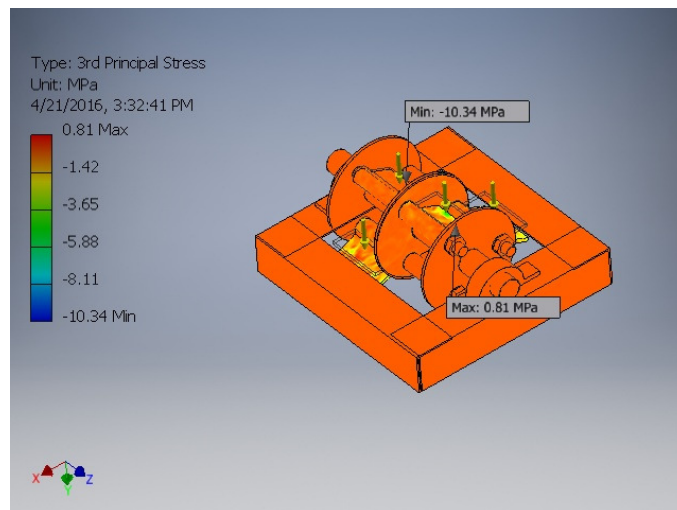 Type: 3rd Principal Stress
Unit: MPa
4/21/2016, 3:32:41 PM
0.81 Max
-1.42
-3.65
-5.88
-8.11
-10.34 Min
Min: -10.34 MPa
Max: 0.81 MPa
X
Y
Z